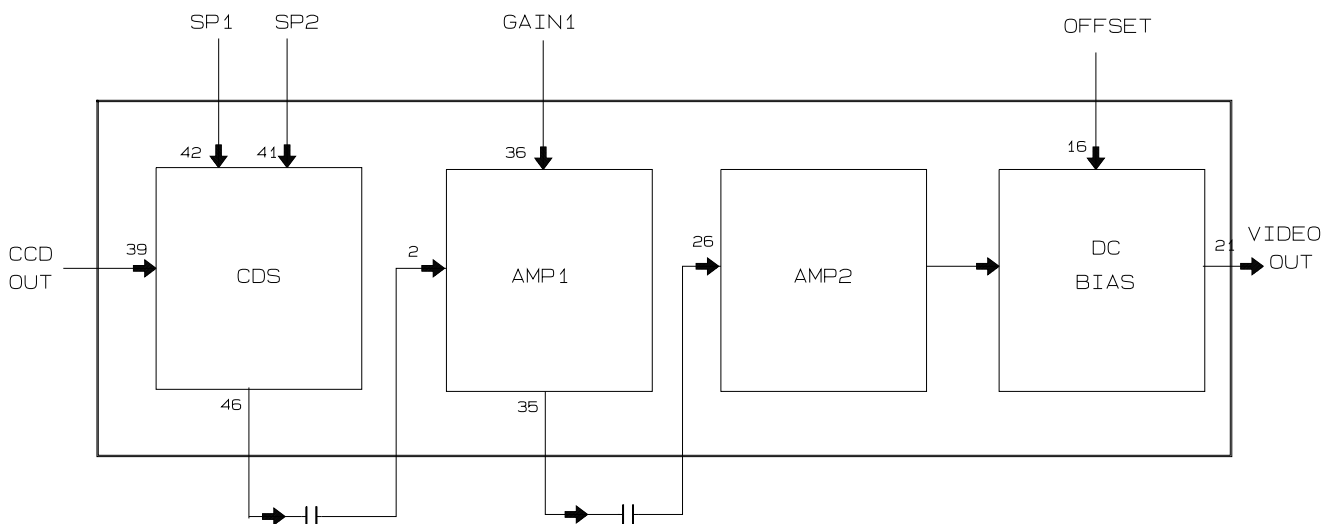 SP1 SP2 GAIN1 OFFSET
42 41 36 16
CCD
OUT
39
CDS
2
AMP1
26
AMP2
DC
BIAS
21
VIDEO
OUT
46
35